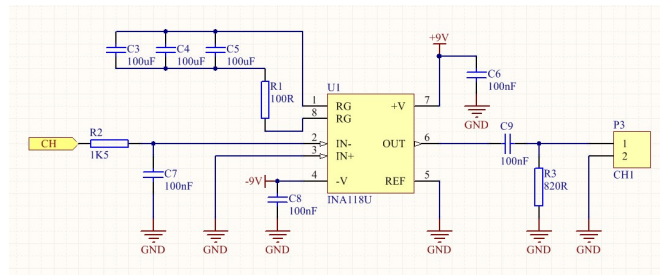 +9V
C3
100uF
C4
100uF
C5
100uF
C6
100nF
R1
100R
U1
GND
1 RG
8 RG
+V 7
C9
100nF
P3
CH
R2
1K5
2 IN-
3 IN+
OUT 6
1
2
CH1
C7
100nF
-9V
4 -V
REF 5
R3
820R
C8
100nF
INA118U
GND
GND
GND
GND
GND
GND